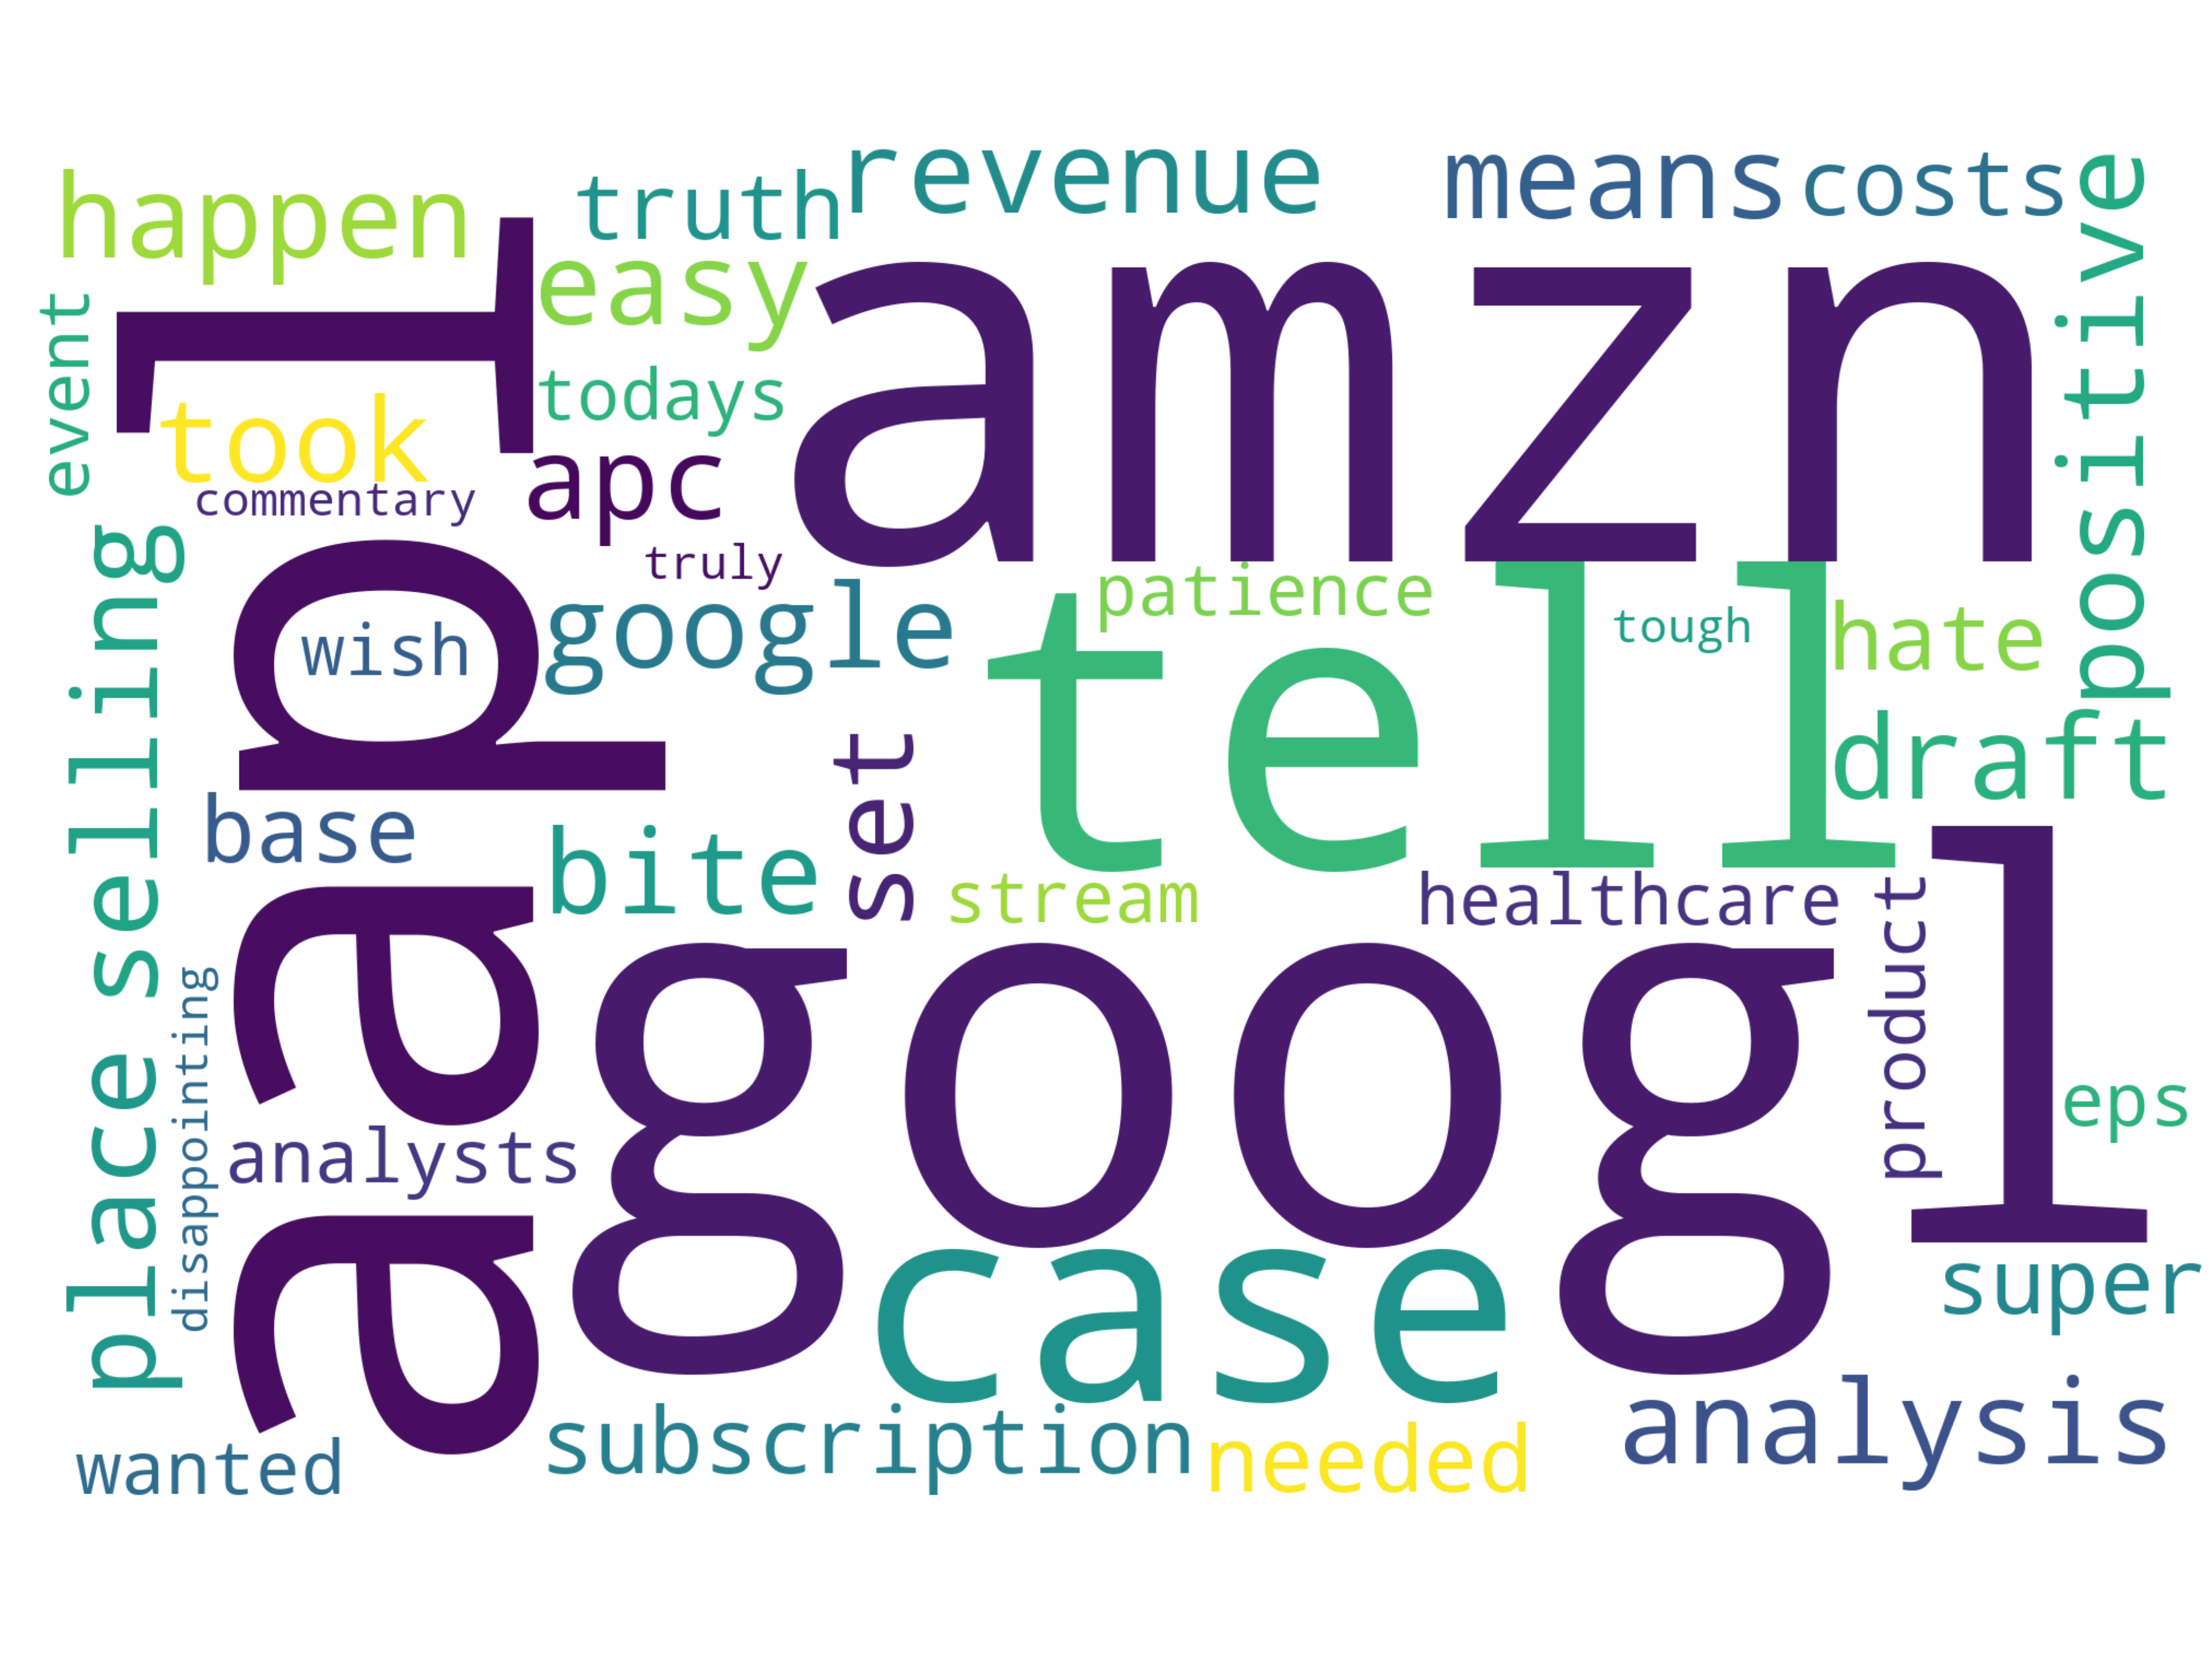 revenue
means
costs
positive
happen
truth
easy
amzn
aapl
event
took
todays
apc
commentary
truly
selling
patience
tell
tough
hate
wish
google
draft
set
base
bite
stream
healthcare
product
googl
place
disappointing
eps
analysts
case
super
analysis
subscription
needed
wanted